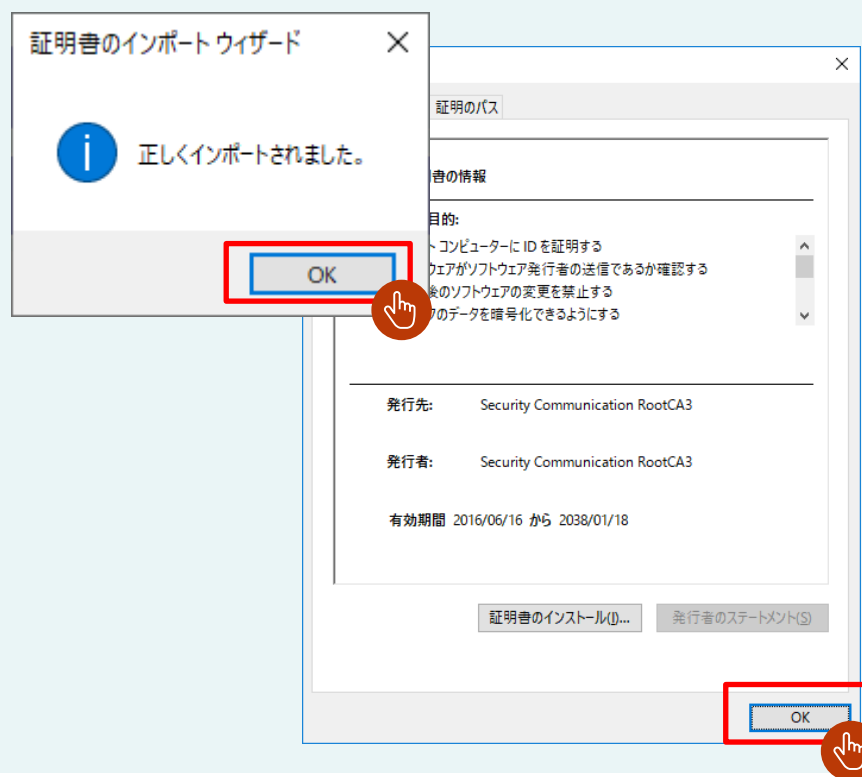 証明書のインポート ウィザード
正しくインポートされました。
OK
証明のパス
書の情報
目的:
ト コンピューターに ID を証明する
ウェアがソフトウェア発行者の送信であるか確認する
後のソフトウェアの変更を禁止する
のデータを暗号化できるようにする
発行先: Security Communication RootCA3
発行者: Security Communication RootCA3
有効期間 2016/06/16 から 2038/01/18
証明書のインストール(I)...
発行者のステートメント(S)
OK